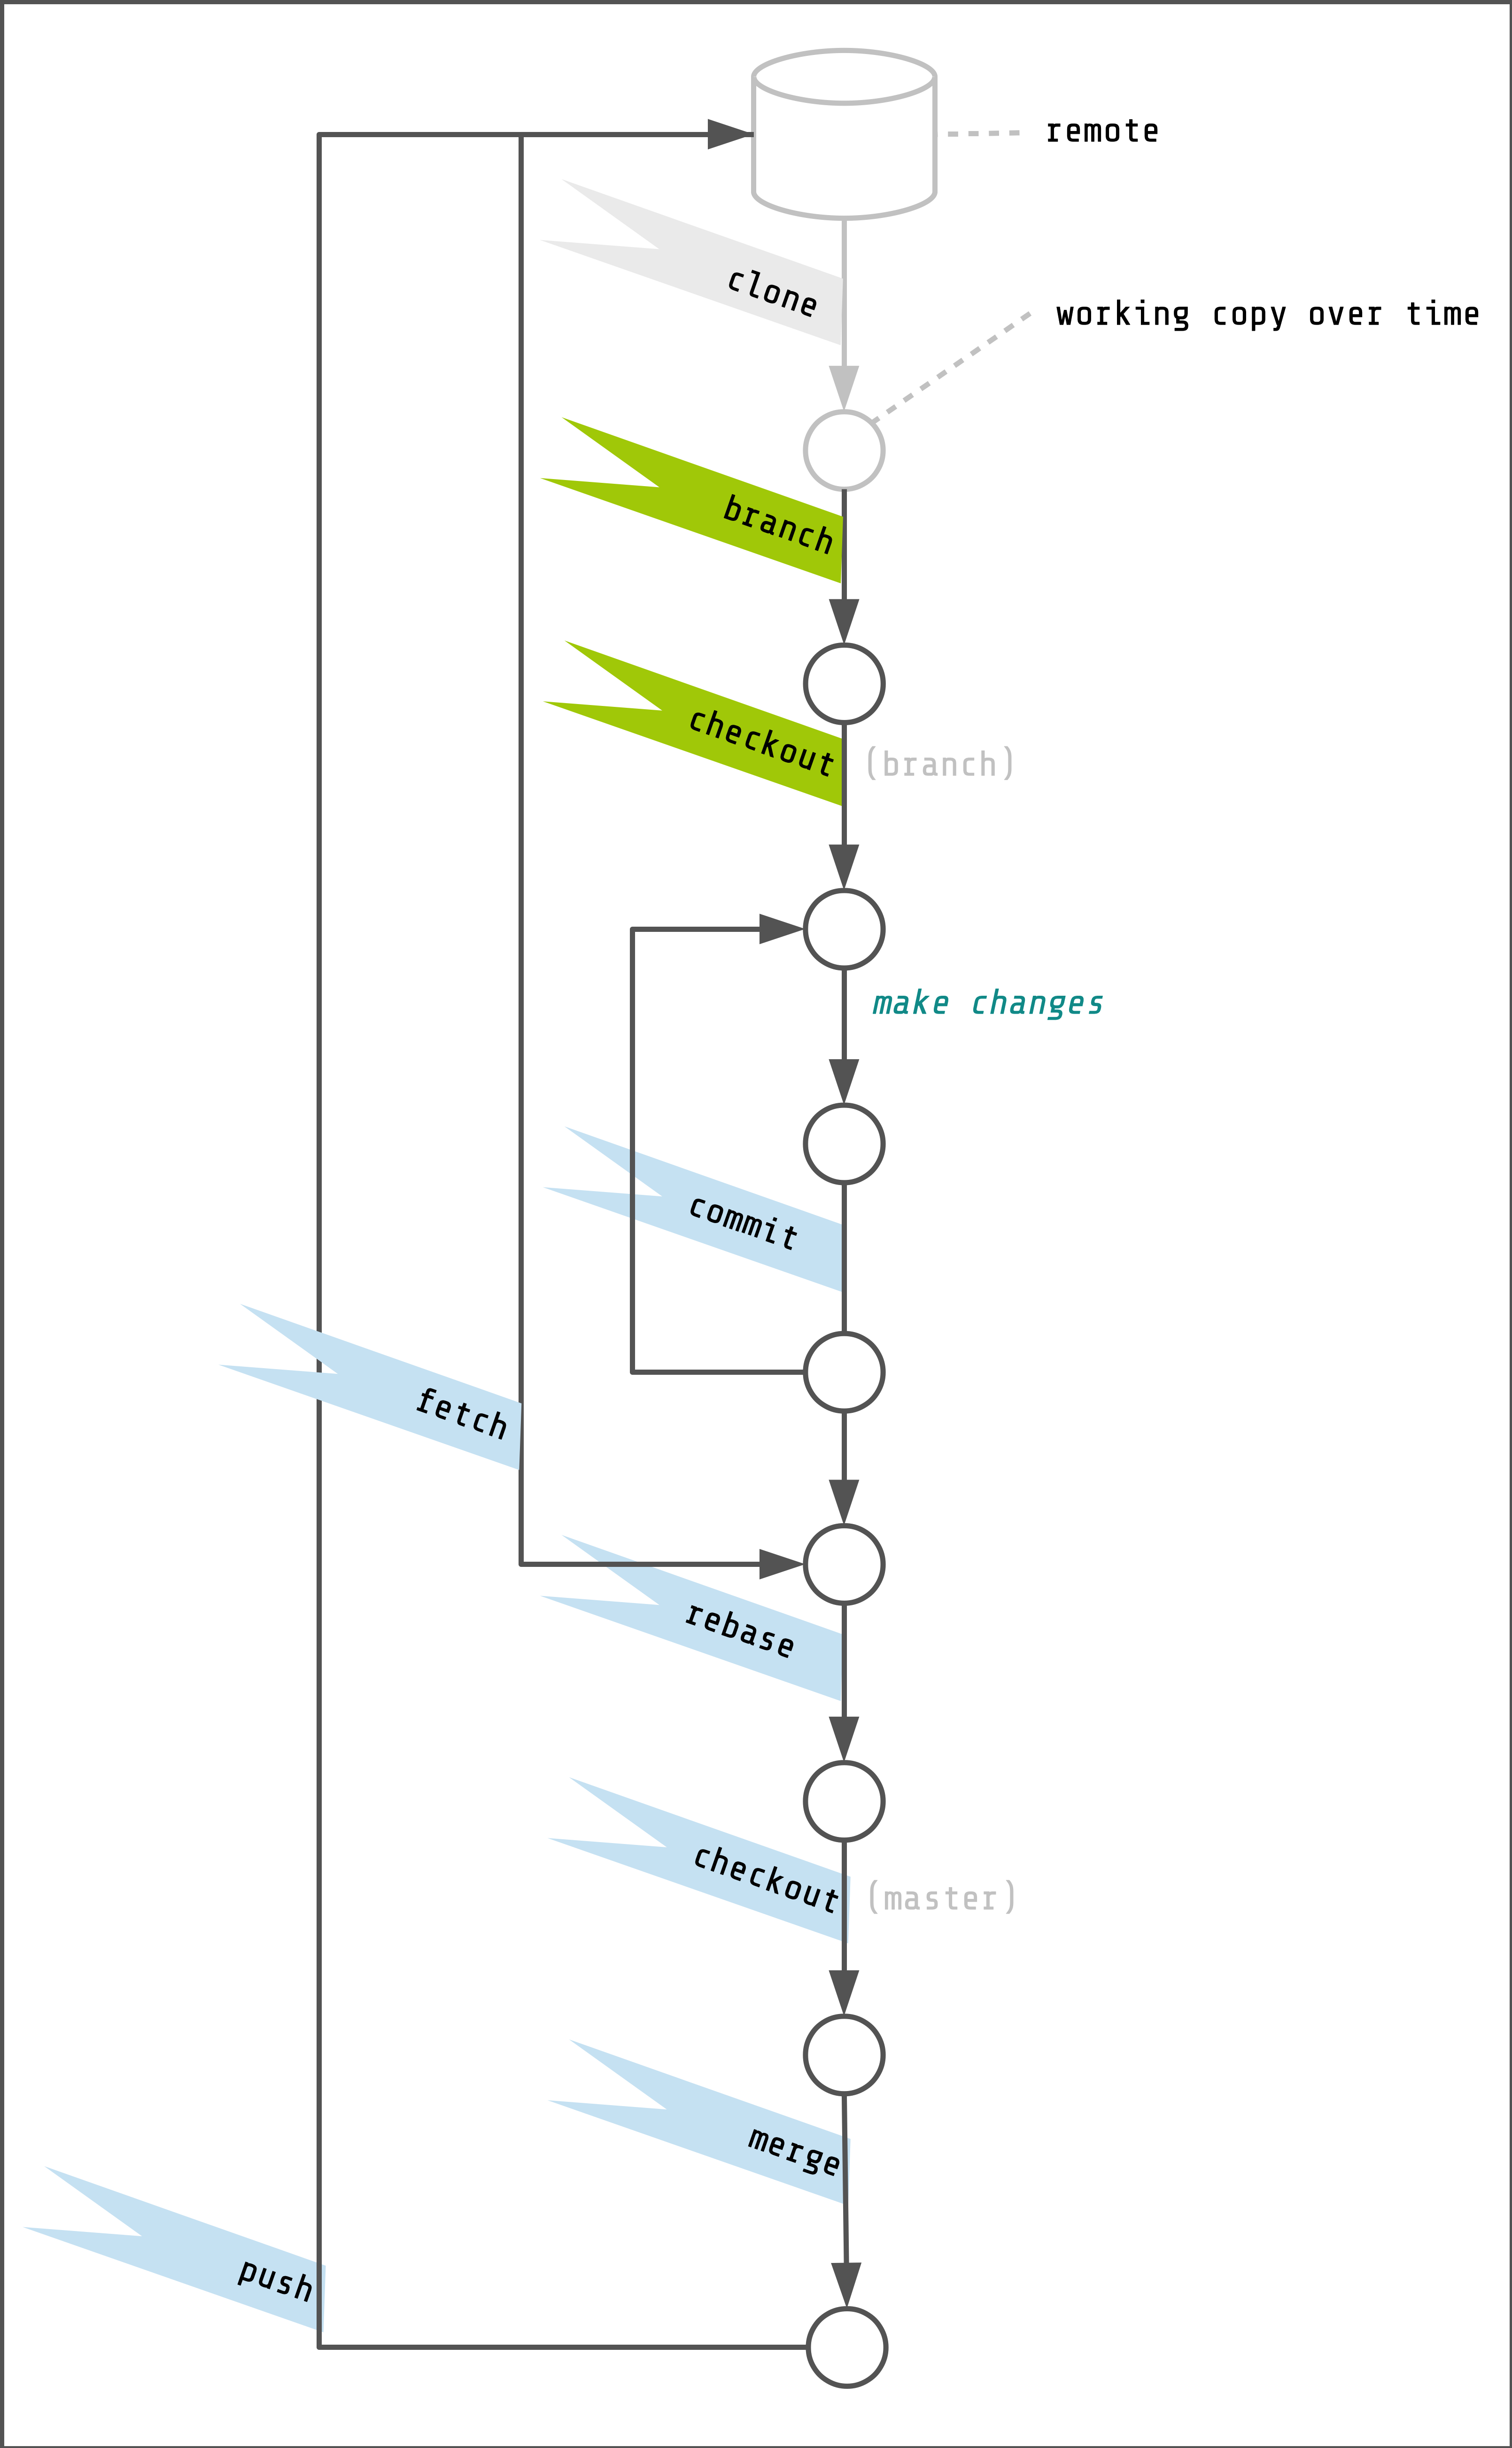 remote
clone
working copy over time
branch
checkout
(branch)
make changes
commit
fetch
rebase
checkout
(master)
merge
push